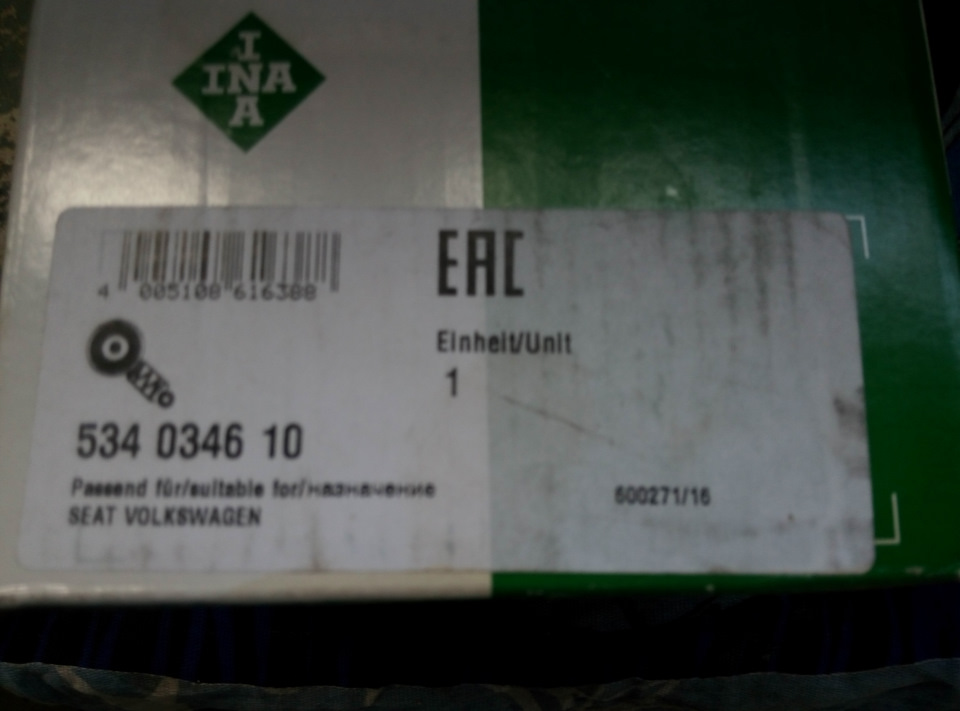 I
INA
A
EAC
4 005108 616388
Einheit/Unit
1
534 0346 10
Passend für/suitable for/назначение
SEAT VOLKSWAGEN
600271/16